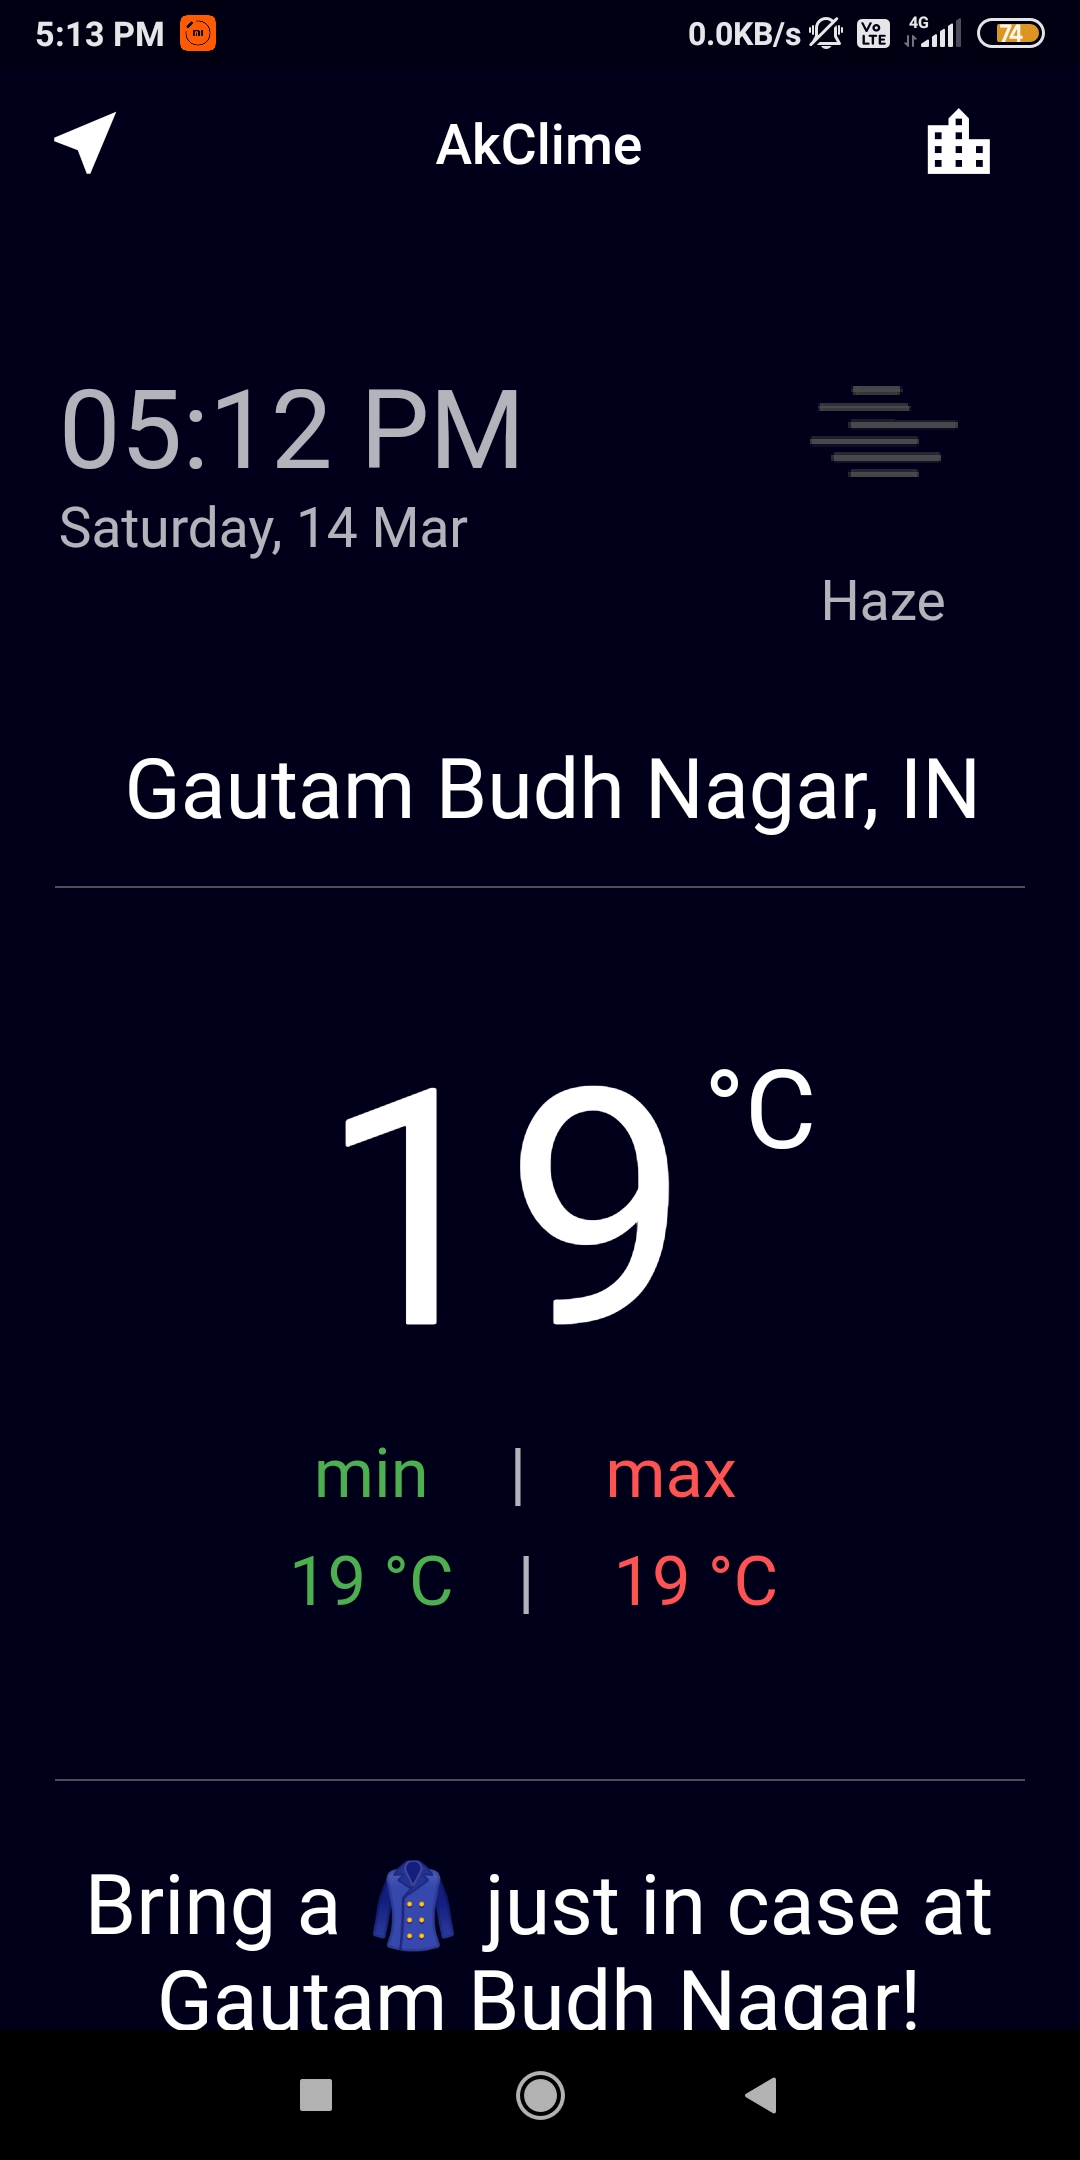 5:13 PM 0.0KB/s VoLTE 4G 74
AkClime
05:12 PM
Saturday, 14 Mar
Haze
Gautam Budh Nagar, IN
19 °C
min | max
19 °C | 19 °C
Bring a 🧥 just in case at
Gautam Budh Nagar!